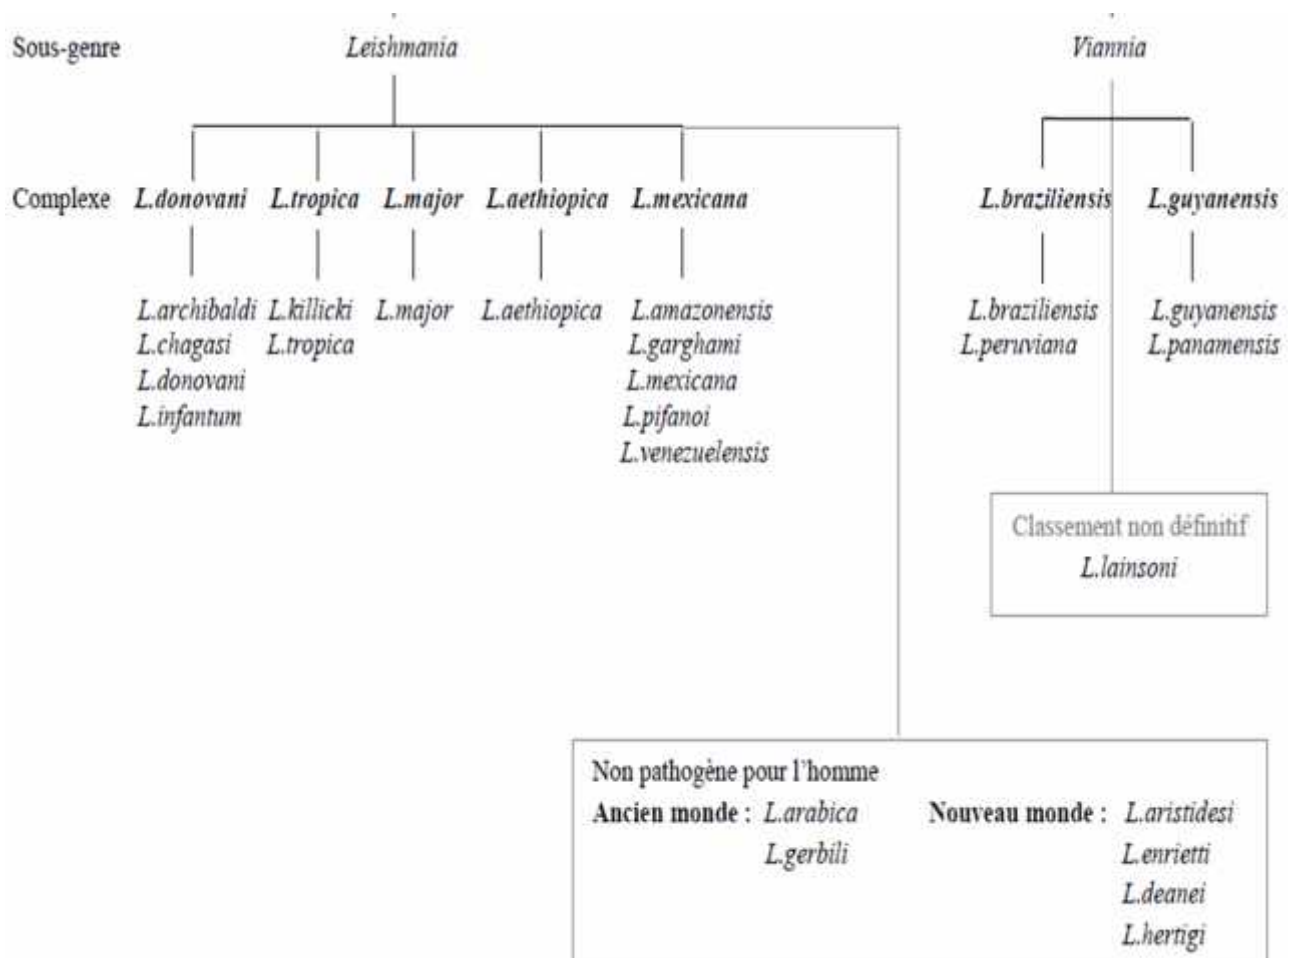 Sous-genre Leishmania Viannia
Complexe L.donovani L.tropica L.major L.aethiopica L.mexicana L.braziliensis L.guyanensis
L.archibaldi L.killicki L.major L.aethiopica L.amazonensis L.braziliensis L.guyanensis
L.chagasi L.tropica L.garghami L.peruviana L.panamensis
L.donovani L.mexicana
L.infantum L.pifanoi
L.venezuelensis
Classement non définitif
L.lainsoni
Non pathogène pour l'homme
Ancien monde : L.arabica Nouveau monde : L.aristidesi
L.gerbili L.enrietti
L.deanei
L.hertigi